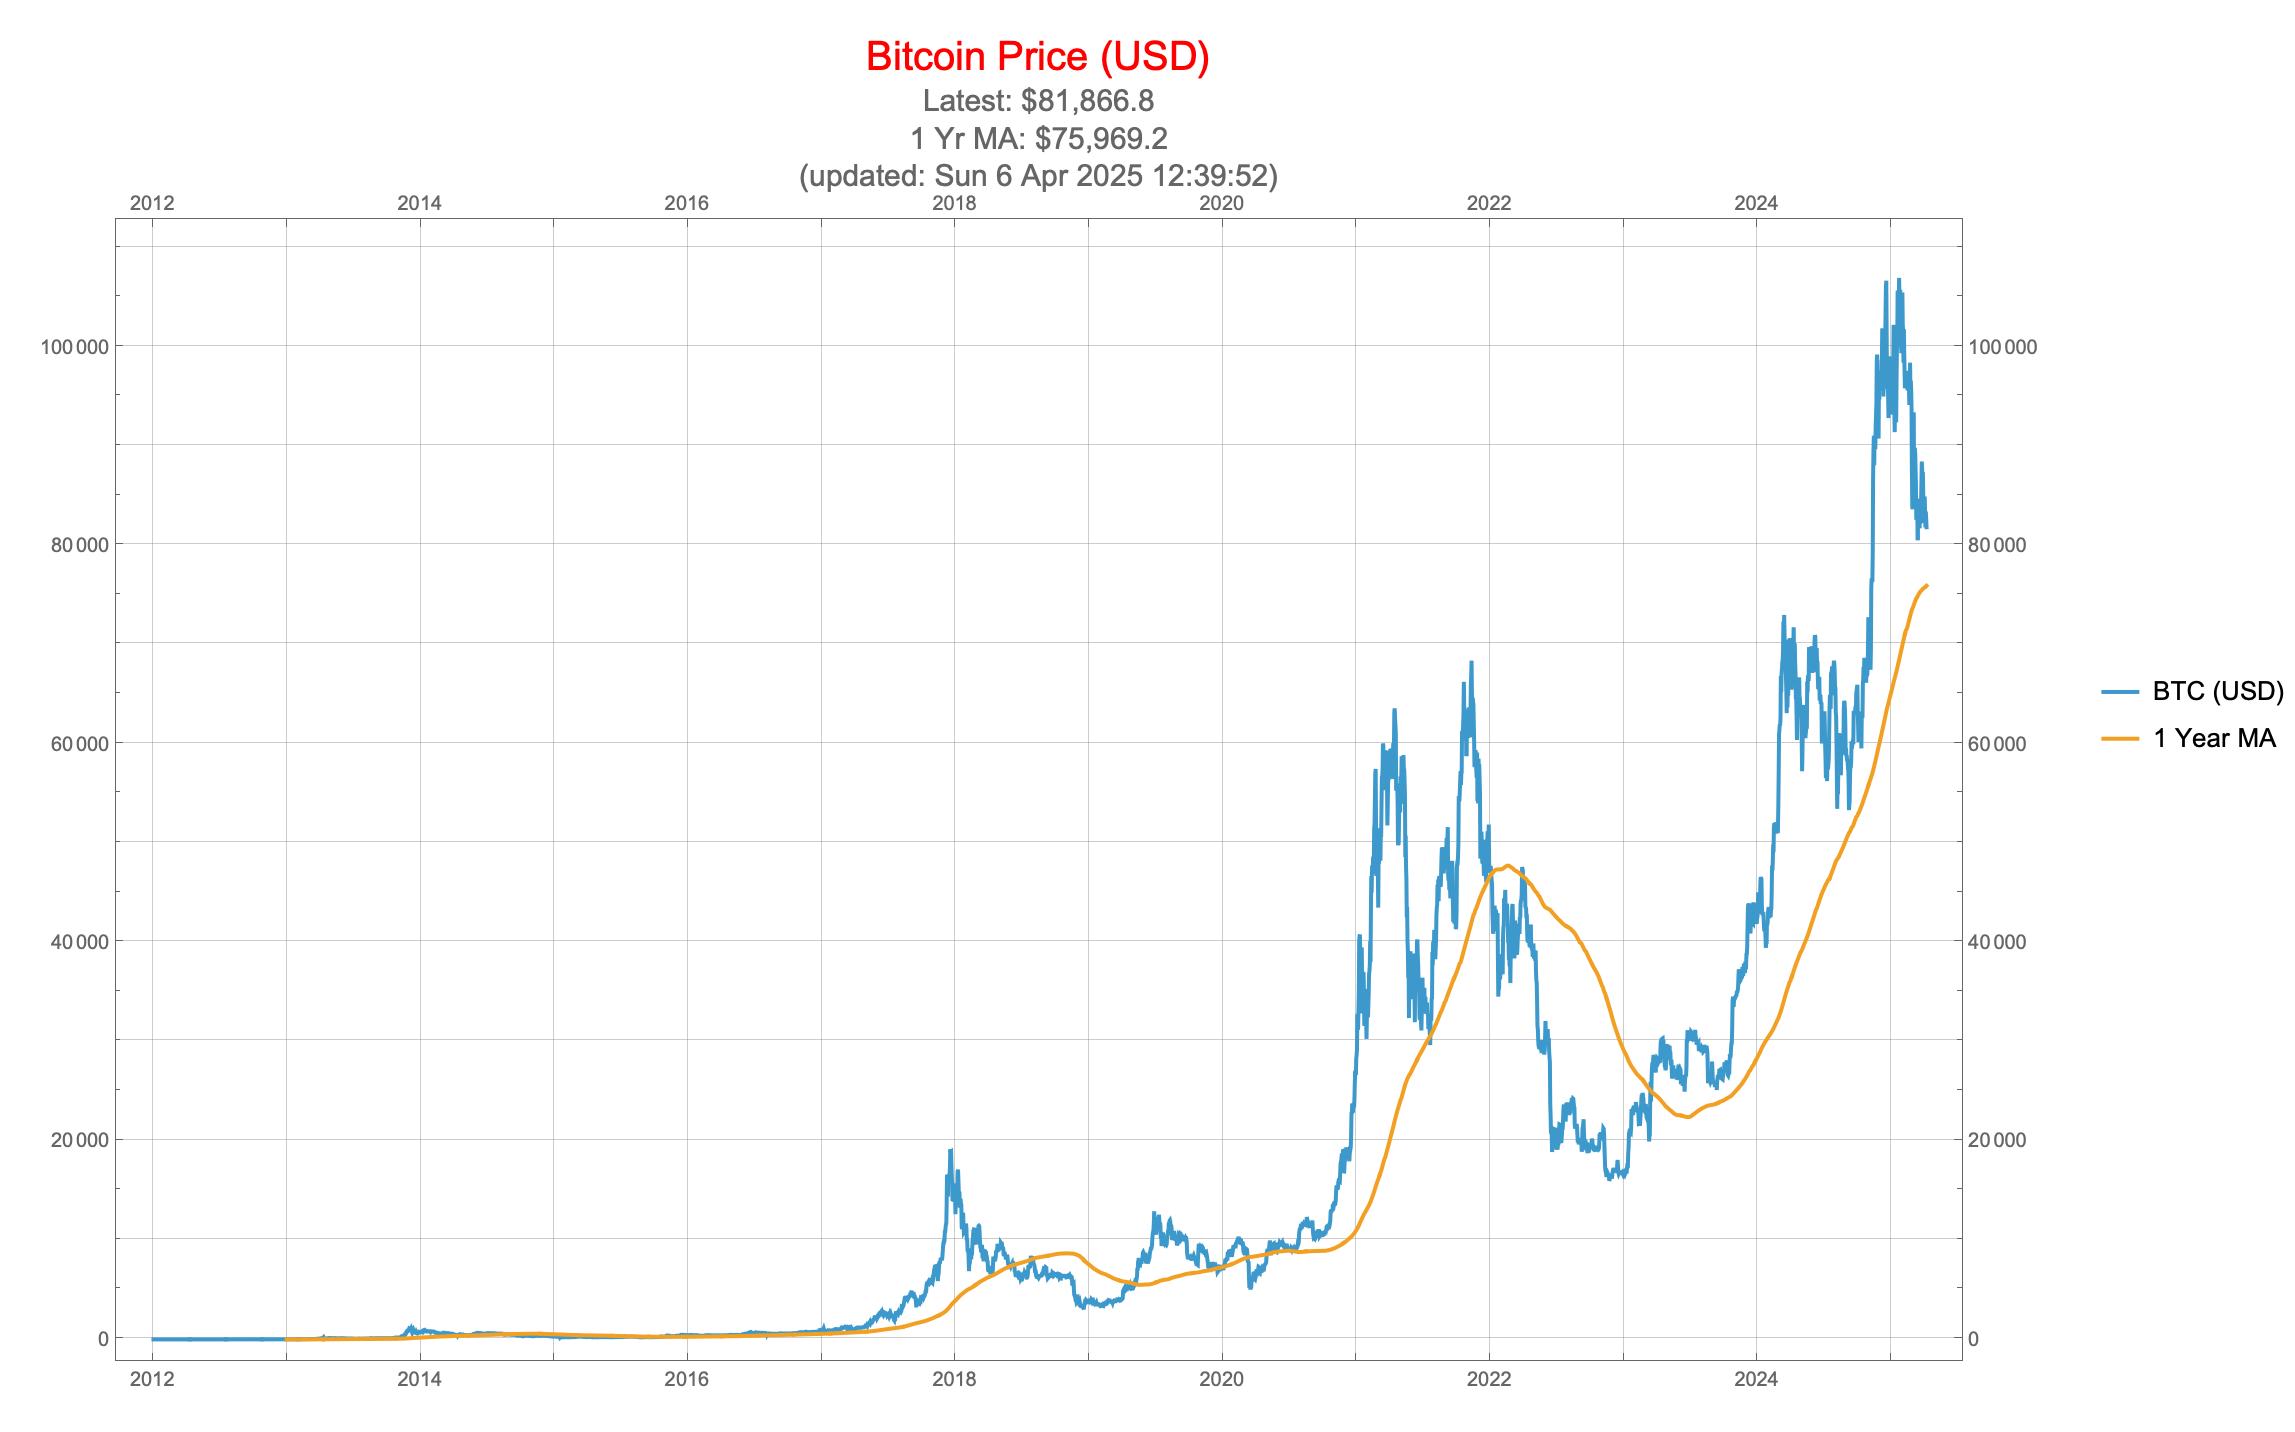 Bitcoin Price (USD)
Latest: $81,866.8
1 Yr MA: $75,969.2
(updated: Sun 6 Apr 2025 12:39:52)
2012 2014 2016 2018 2020 2022 2024
100 000 100 000
80 000 80 000
60 000 60 000
40 000 40 000
20 000 20 000
0 0
2012 2014 2016 2018 2020 2022 2024
BTC (USD)
1 Year MA